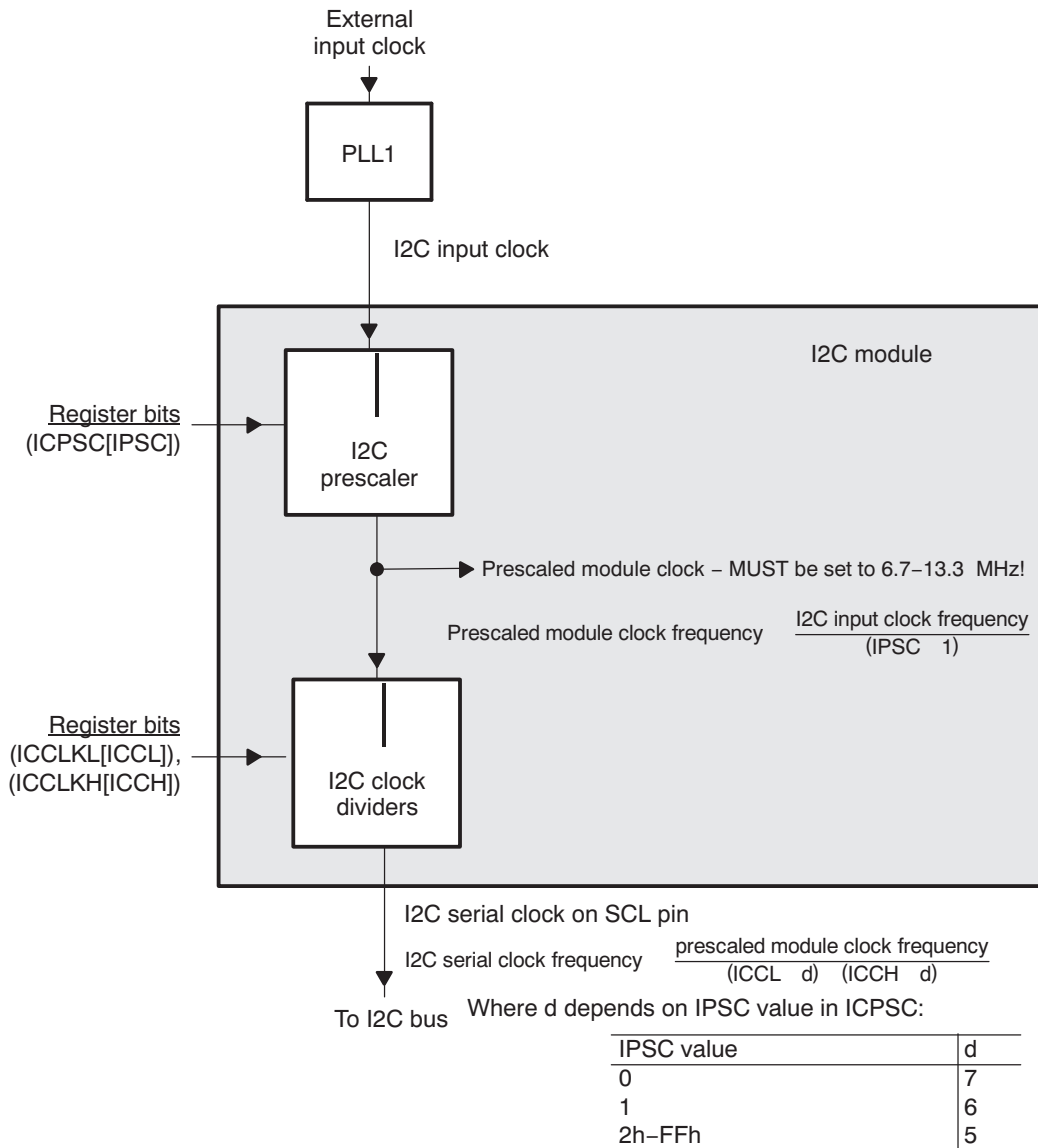 External
input clock
PLL1
I2C input clock
I2C module
Register bits
(ICPSC[IPSC])
I2C
prescaler
Prescaled module clock – MUST be set to 6.7–13.3 MHz!
Prescaled module clock frequency
I2C input clock frequency
(IPSC 1)
Register bits
(ICCLKL[ICCL]),
(ICCLKH[ICCH])
I2C clock
dividers
I2C serial clock on SCL pin
I2C serial clock frequency
prescaled module clock frequency
(ICCL d) (ICCH d)
To I2C bus
Where d depends on IPSC value in ICPSC:
IPSC value d
0 7
1 6
2h–FFh 5